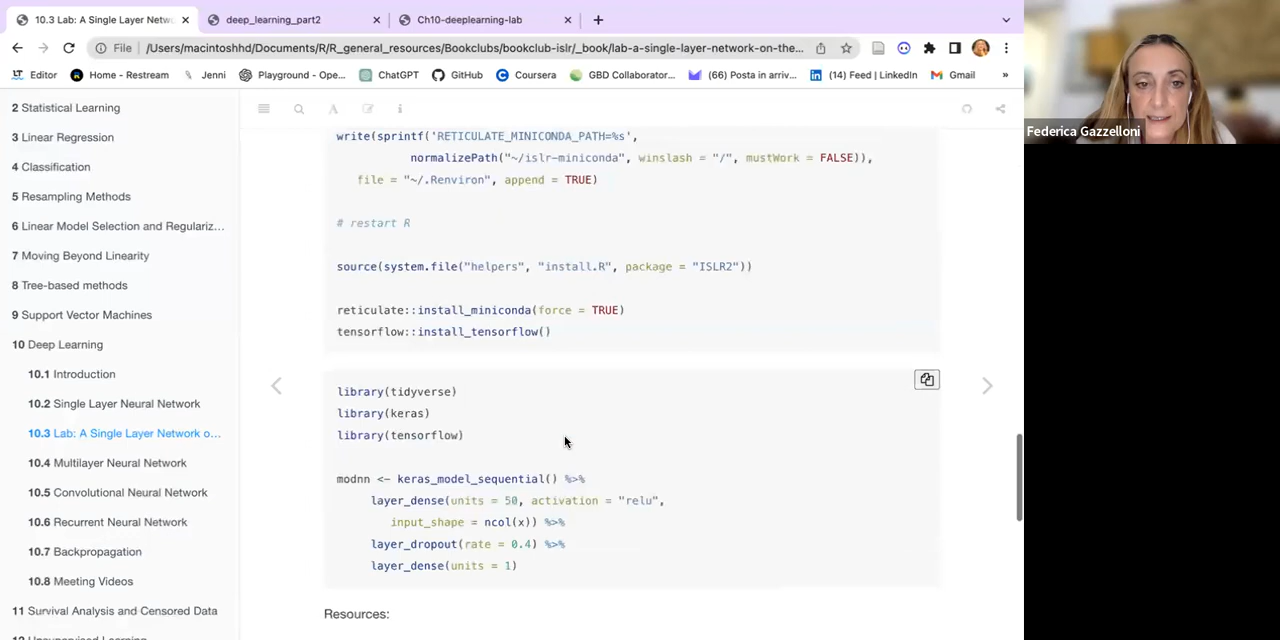 10.3 Lab: A Single Layer Netw
deep_learning_part2
Ch10-deeplearning-lab
File
/Users/macintoshhd/Documents/R/R_general_resources/Bookclubs/bookclub-islr/_book/lab-a-single-layer-network-on-the...
Editor
Home - Restream
Jenni
Playground - Ope...
ChatGPT
GitHub
Coursera
GBD Collaborator...
(66) Posta in arriv...
(14) Feed | LinkedIn
Gmail
»
Federica Gazzelloni
2 Statistical Learning
3 Linear Regression
4 Classification
5 Resampling Methods
6 Linear Model Selection and Regulariz...
7 Moving Beyond Linearity
8 Tree-based methods
9 Support Vector Machines
10 Deep Learning
10.1 Introduction
10.2 Single Layer Neural Network
10.3 Lab: A Single Layer Network o...
10.4 Multilayer Neural Network
10.5 Convolutional Neural Network
10.6 Recurrent Neural Network
10.7 Backpropagation
10.8 Meeting Videos
11 Survival Analysis and Censored Data
write(sprintf('RETICULATE_MINICONDA_PATH=%s',
normalizePath("~/islr-miniconda", winslash = "/", mustWork = FALSE)),
file = "~/.Renviron", append = TRUE)
# restart R
source(system.file("helpers", "install.R", package = "ISLR2"))
reticulate::install_miniconda(force = TRUE)
tensorflow::install_tensorflow()
library(tidyverse)
library(keras)
library(tensorflow)
modnn <- keras_model_sequential() %>%
layer_dense(units = 50, activation = "relu",
input_shape = ncol(x)) %>%
layer_dropout(rate = 0.4) %>%
layer_dense(units = 1)
Resources: